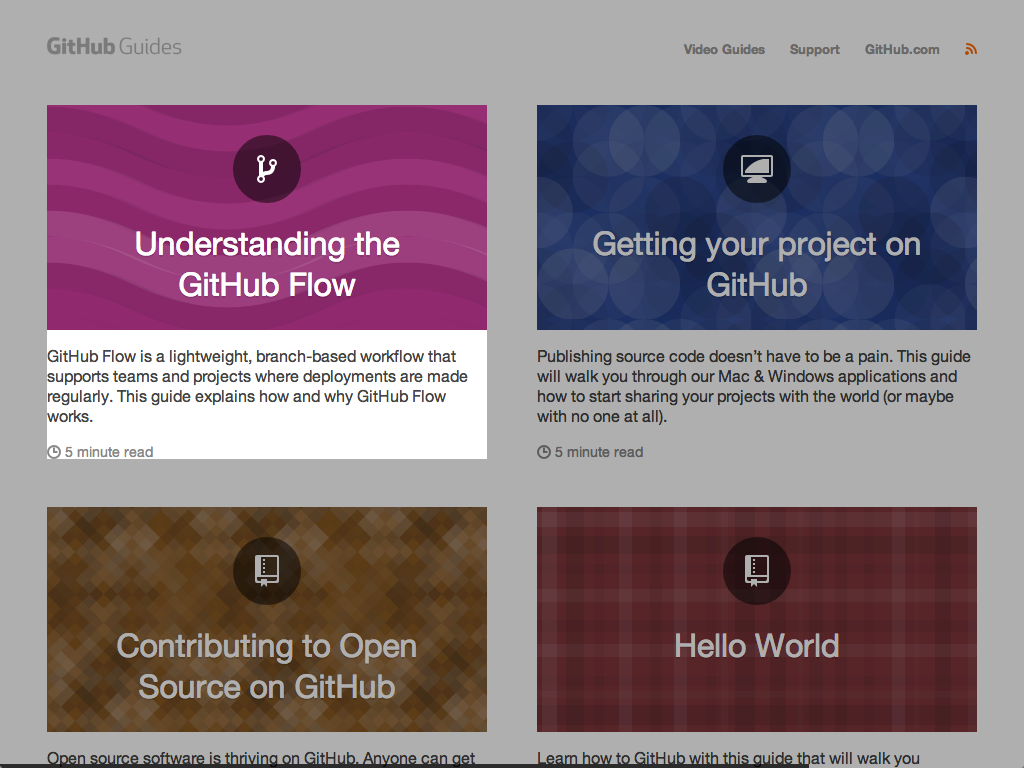 GitHub Guides
Video Guides Support GitHub.com
Understanding the
GitHub Flow
GitHub Flow is a lightweight, branch-based workflow that
supports teams and projects where deployments are made
regularly. This guide explains how and why GitHub Flow
works.
5 minute read
Getting your project on
GitHub
Publishing source code doesn’t have to be a pain. This guide
will walk you through our Mac & Windows applications and
how to start sharing your projects with the world (or maybe
with no one at all).
5 minute read
Contributing to Open
Source on GitHub
Open source software is thriving on GitHub. Anyone can get
Hello World
Learn how to GitHub with this guide that will walk you